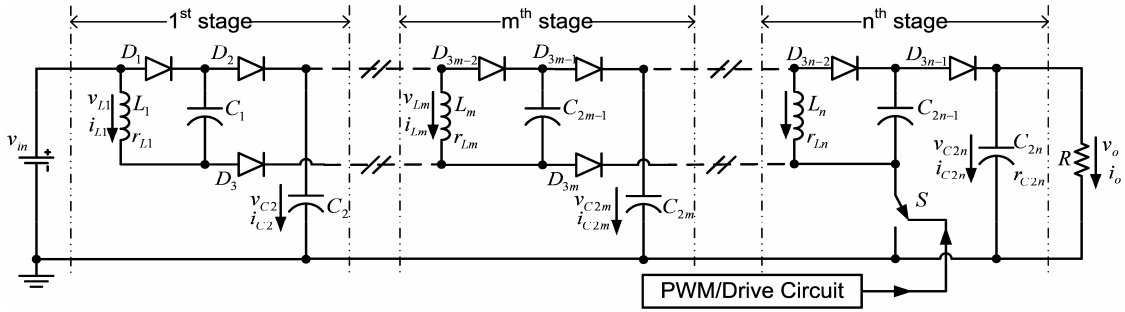 1st stage
mth stage
nth stage
D1
D2
D3m−2
D3m−1
D3n−2
D3n−1
vL1
iL1
L1
rL1
C1
vLm
iLm
Lm
rLm
C2m−1
Ln
rLn
C2n−1
vin
D3
D3m
vC2
iC2
C2
vC2m
iC2m
C2m
S
vC2n
iC2n
C2n
rC2n
R
vo
io
PWM/Drive Circuit